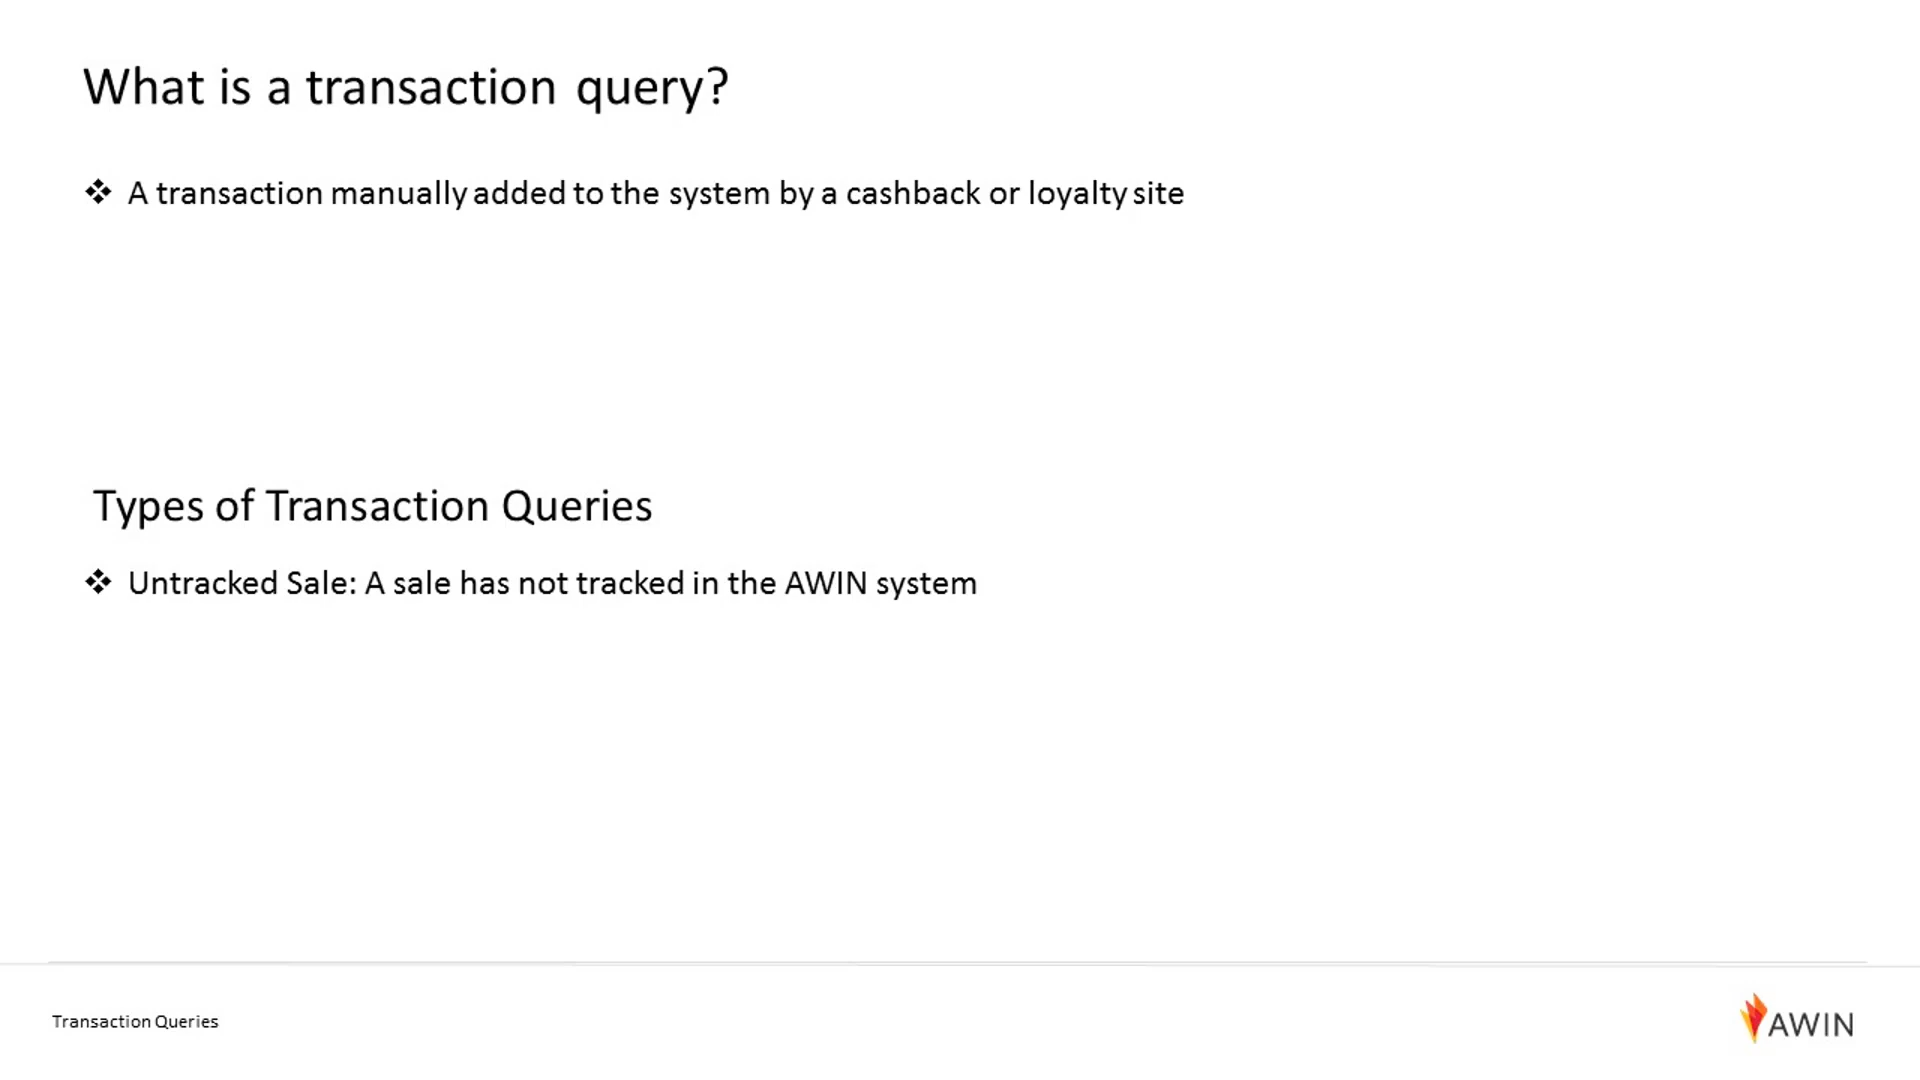 What is a transaction query?
❖ A transaction manually added to the system by a cashback or loyalty site
Types of Transaction Queries
❖ Untracked Sale: A sale has not tracked in the AWIN system
Transaction Queries
AWIN